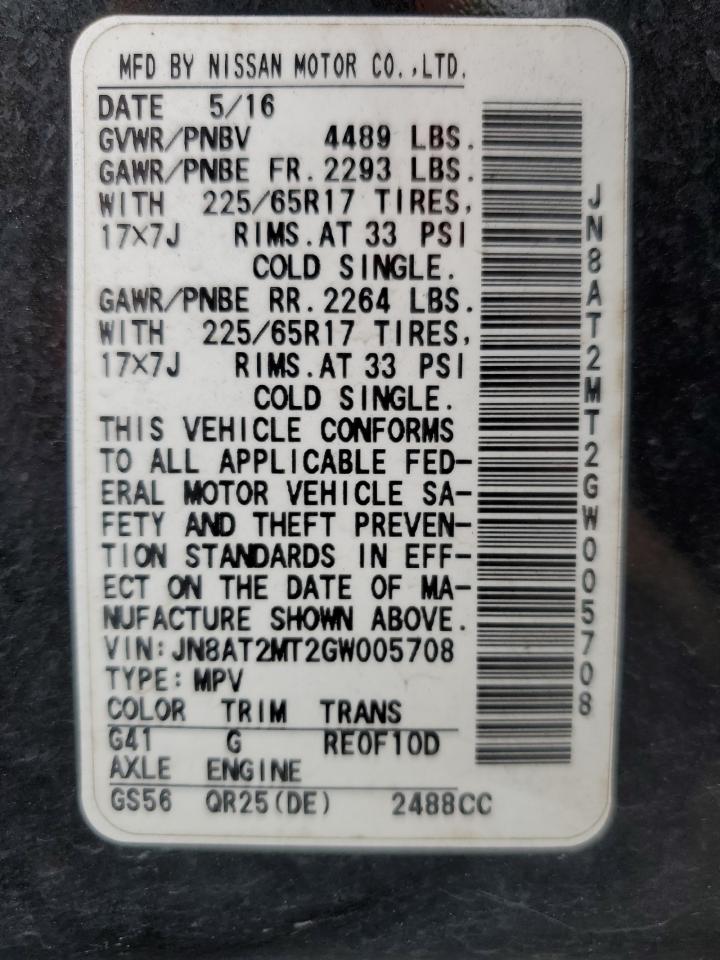 MFD BY NISSAN MOTOR CO.,LTD.
DATE 5/16
GVWR/PNBV 4489 LBS.
GAWR/PNBE FR.2293 LBS.
WITH 225/65R17 TIRES,
17×7J RIMS.AT 33 PSI
COLD SINGLE.
GAWR/PNBE RR.2264 LBS.
WITH 225/65R17 TIRES,
17×7J RIMS.AT 33 PSI
COLD SINGLE.
THIS VEHICLE CONFORMS
TO ALL APPLICABLE FED-
ERAL MOTOR VEHICLE SA-
FETY AND THEFT PREVEN-
TION STANDARDS IN EFF-
ECT ON THE DATE OF MA-
NUFACTURE SHOWN ABOVE.
VIN:JN8AT2MT2GW005708
TYPE:MPV
COLOR TRIM TRANS
G41 G RE0F10D
AXLE ENGINE
GS56 QR25(DE) 2488CC
JN8AT2MT2GW005708